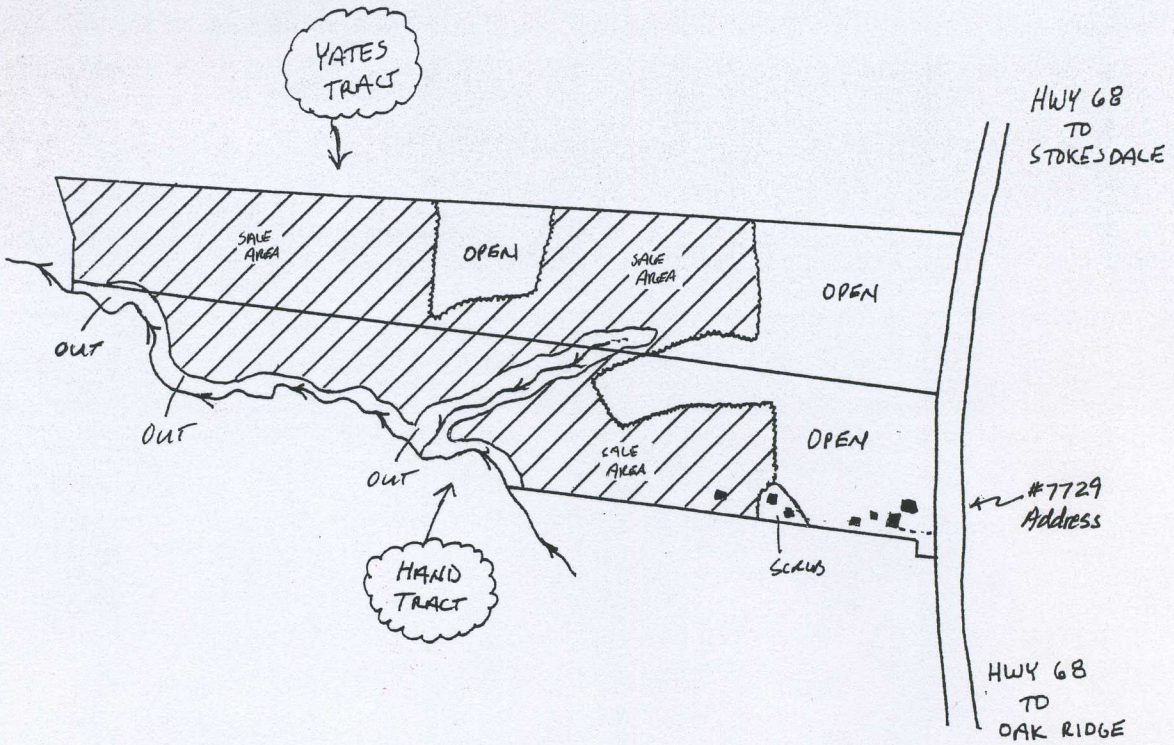 YATES
TRACT
HWY 68
TO
STOKESDALE
SALE
AREA
OPEN
SALE
AREA
OPEN
OUT
OUT
OUT
SALE
AREA
OPEN
#7729
Address
SCRUB
HAND
TRACT
HWY 68
TO
OAK RIDGE